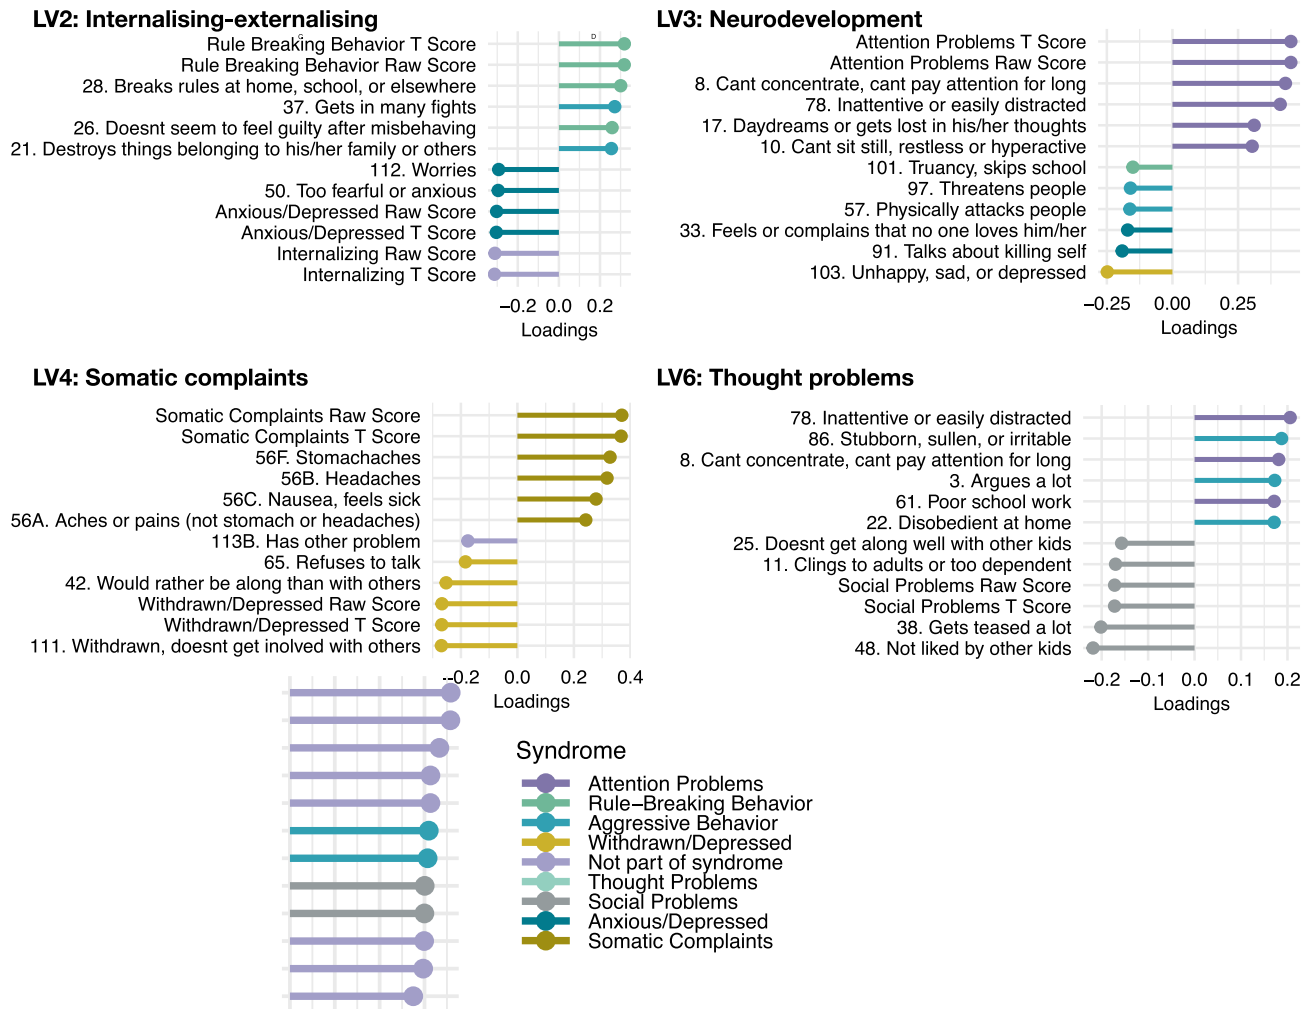 LV2: Internalising-externalising
C
D
Rule Breaking Behavior T Score
Rule Breaking Behavior Raw Score
28. Breaks rules at home, school, or elsewhere
37. Gets in many fights
26. Doesnt seem to feel guilty after misbehaving
21. Destroys things belonging to his/her family or others
112. Worries
50. Too fearful or anxious
Anxious/Depressed Raw Score
Anxious/Depressed T Score
Internalizing Raw Score
Internalizing T Score
−0.2 0.0 0.2
Loadings
LV3: Neurodevelopment
Attention Problems T Score
Attention Problems Raw Score
8. Cant concentrate, cant pay attention for long
78. Inattentive or easily distracted
17. Daydreams or gets lost in his/her thoughts
10. Cant sit still, restless or hyperactive
101. Truancy, skips school
97. Threatens people
57. Physically attacks people
33. Feels or complains that no one loves him/her
91. Talks about killing self
103. Unhappy, sad, or depressed
−0.25 0.00 0.25
Loadings
LV4: Somatic complaints
Somatic Complaints Raw Score
Somatic Complaints T Score
56F. Stomachaches
56B. Headaches
56C. Nausea, feels sick
56A. Aches or pains (not stomach or headaches)
113B. Has other problem
65. Refuses to talk
42. Would rather be along than with others
Withdrawn/Depressed Raw Score
Withdrawn/Depressed T Score
111. Withdrawn, doesnt get inolved with others
−0.2 0.0 0.2 0.4
Loadings
LV6: Thought problems
78. Inattentive or easily distracted
86. Stubborn, sullen, or irritable
8. Cant concentrate, cant pay attention for long
3. Argues a lot
61. Poor school work
22. Disobedient at home
25. Doesnt get along well with other kids
11. Clings to adults or too dependent
Social Problems Raw Score
Social Problems T Score
38. Gets teased a lot
48. Not liked by other kids
−0.2 −0.1 0.0 0.1 0.2
Loadings
Syndrome
Attention Problems
Rule−Breaking Behavior
Aggressive Behavior
Withdrawn/Depressed
Not part of syndrome
Thought Problems
Social Problems
Anxious/Depressed
Somatic Complaints